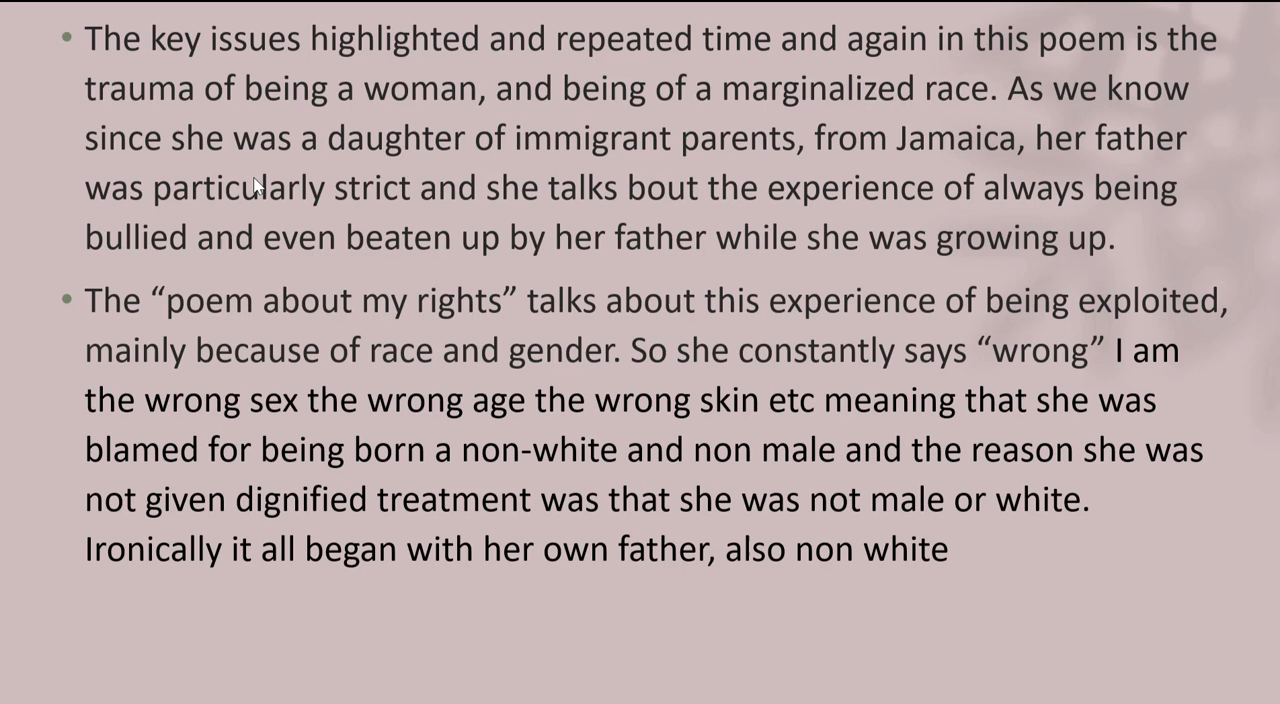 • The key issues highlighted and repeated time and again in this poem is the
trauma of being a woman, and being of a marginalized race. As we know
since she was a daughter of immigrant parents, from Jamaica, her father
was particularly strict and she talks bout the experience of always being
bullied and even beaten up by her father while she was growing up.
• The “poem about my rights” talks about this experience of being exploited,
mainly because of race and gender. So she constantly says “wrong” I am
the wrong sex the wrong age the wrong skin etc meaning that she was
blamed for being born a non-white and non male and the reason she was
not given dignified treatment was that she was not male or white.
Ironically it all began with her own father, also non white